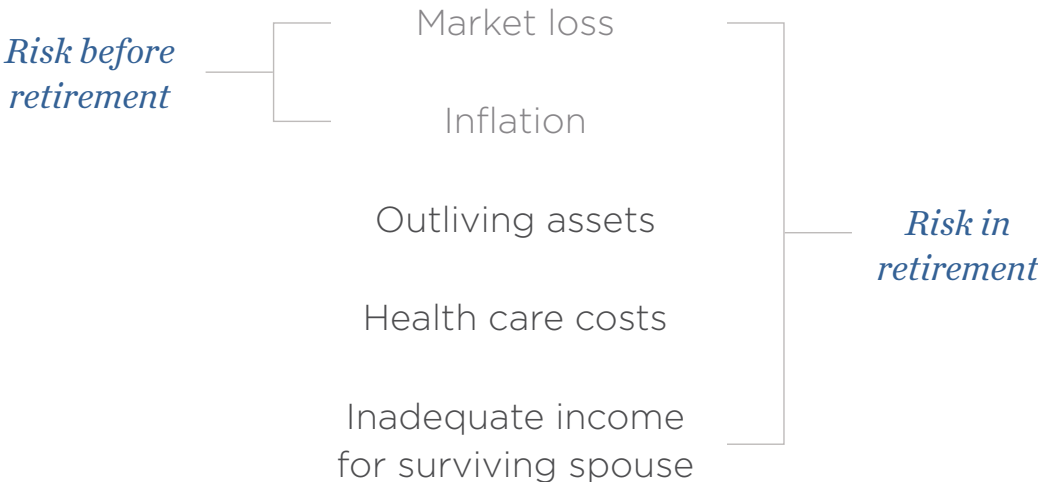 Risk before
retirement
Market loss
Inflation
Outliving assets
Health care costs
Inadequate income
for surviving spouse
Risk in
retirement